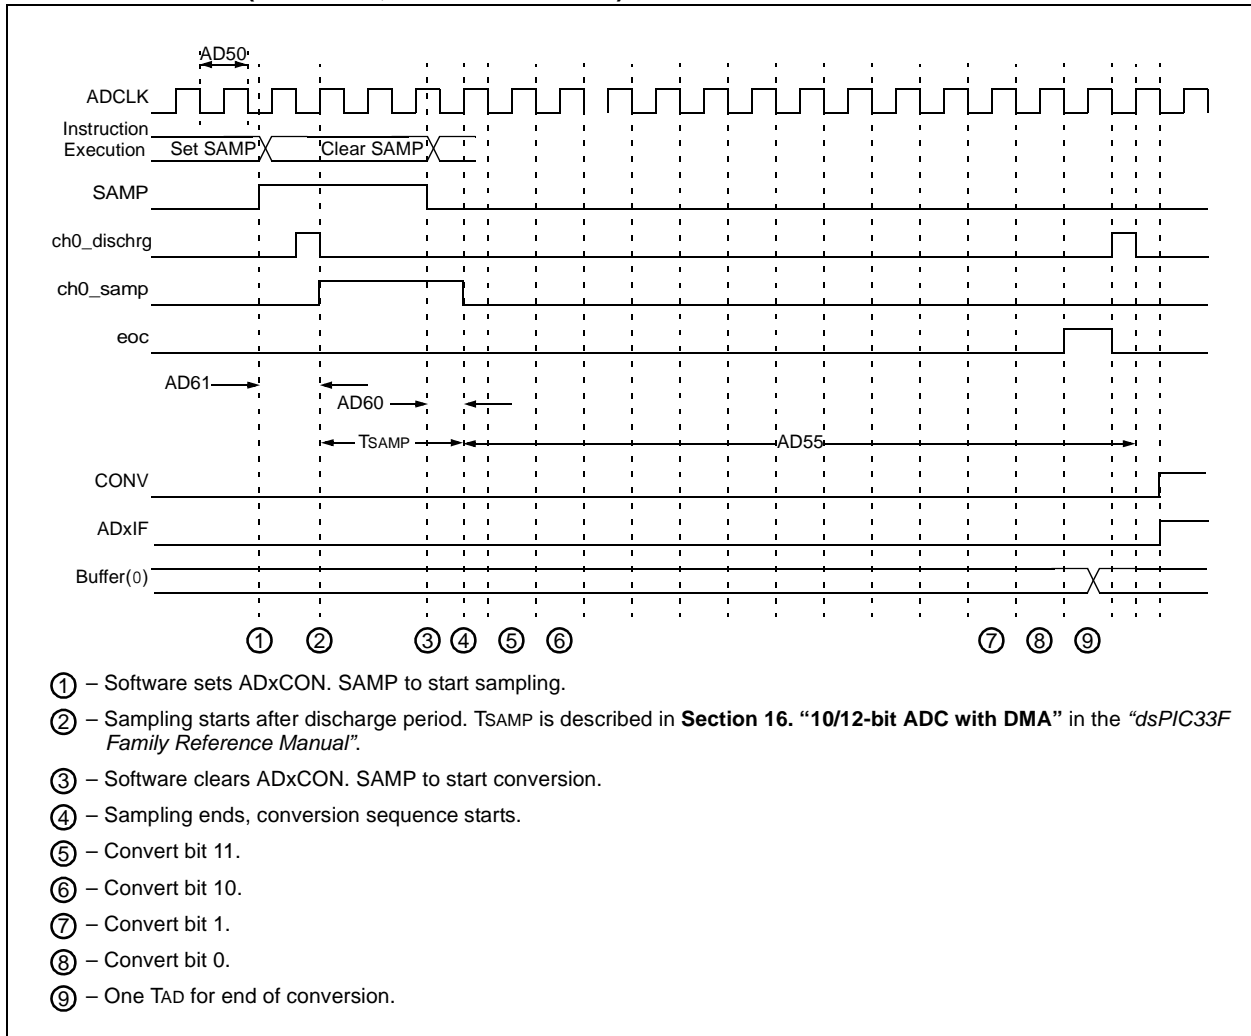 AD50
ADCLK
Instruction
Execution
Set SAMP
Clear SAMP
SAMP
ch0_dischrg
ch0_samp
eoc
AD61
AD60
TSAMP
AD55
CONV
ADxIF
Buffer(0)
1 2 3 4 5 6 7 8 9
1 – Software sets ADxCON. SAMP to start sampling.
2 – Sampling starts after discharge period. TSAMP is described in Section 16. “10/12-bit ADC with DMA” in the “dsPIC33F
Family Reference Manual”.
3 – Software clears ADxCON. SAMP to start conversion.
4 – Sampling ends, conversion sequence starts.
5 – Convert bit 11.
6 – Convert bit 10.
7 – Convert bit 1.
8 – Convert bit 0.
9 – One TAD for end of conversion.